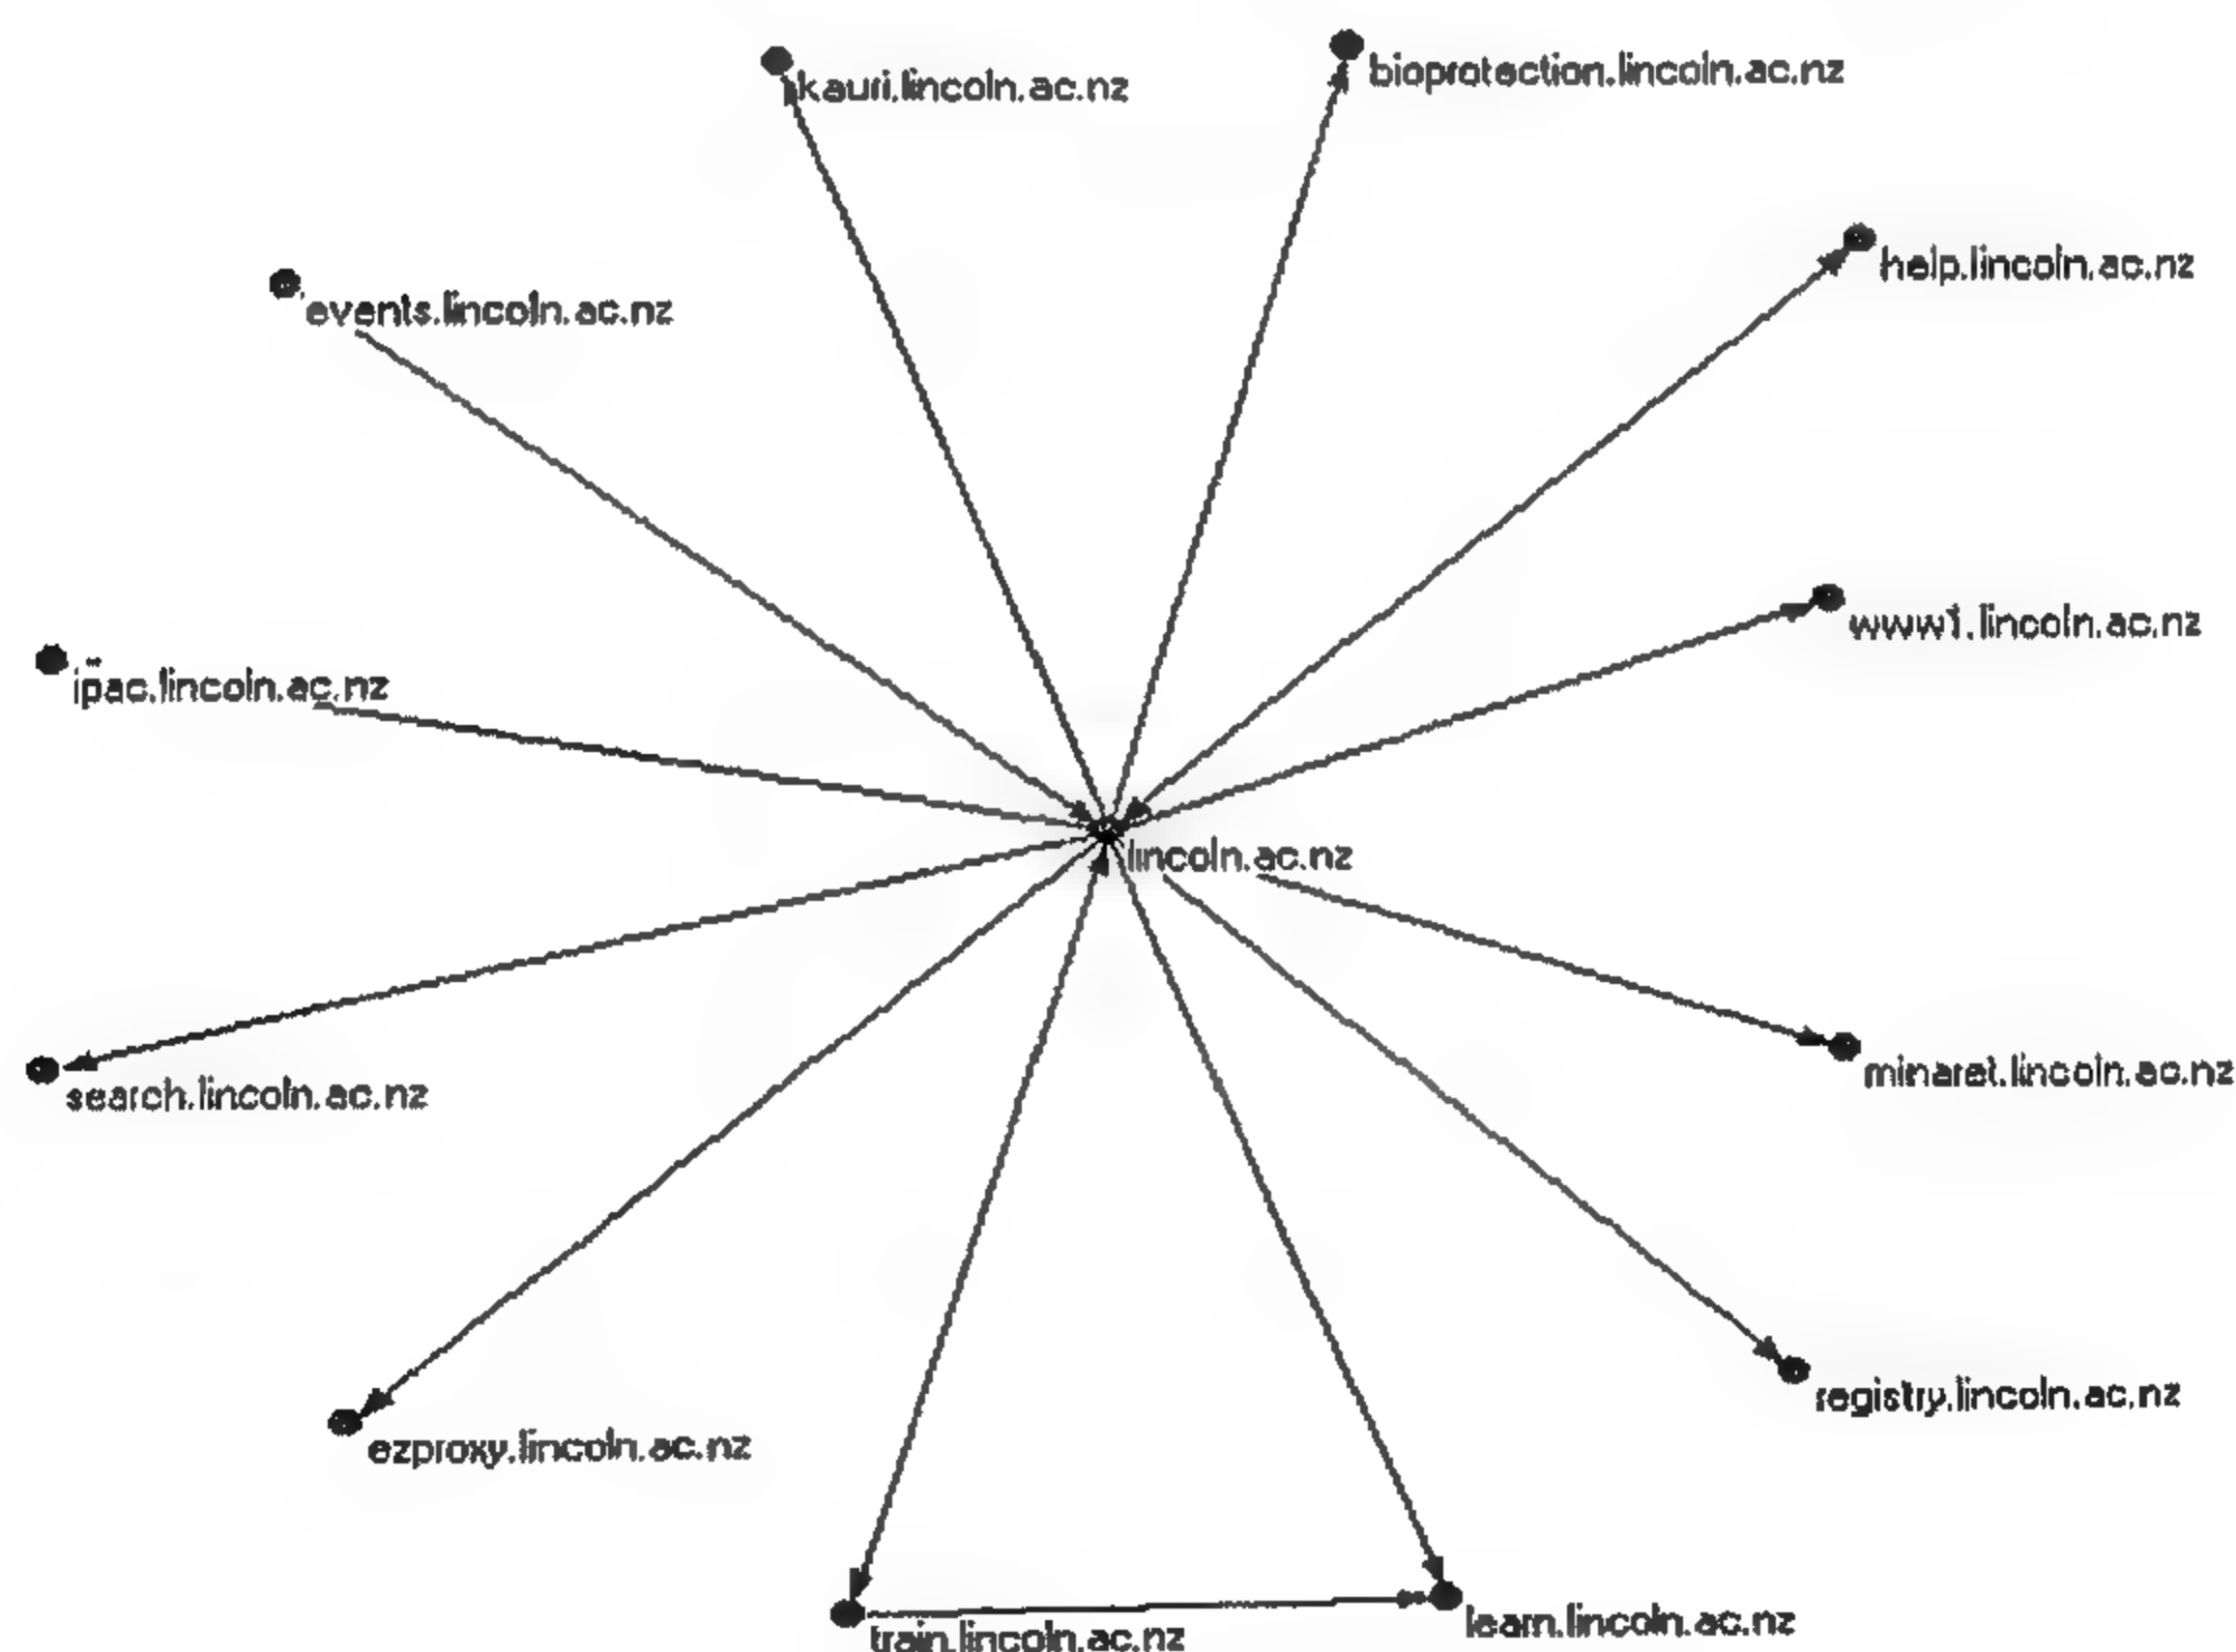 kauri.lincoln.ac.nz
bioprotection.lincoln.ac.nz
help.lincoln.ac.nz
events.lincoln.ac.nz
www1.lincoln.ac.nz
ipac.lincoln.ac.nz
lincoln.ac.nz
minaret.lincoln.ac.nz
search.lincoln.ac.nz
registry.lincoln.ac.nz
ezproxy.lincoln.ac.nz
learn.lincoln.ac.nz
train.lincoln.ac.nz